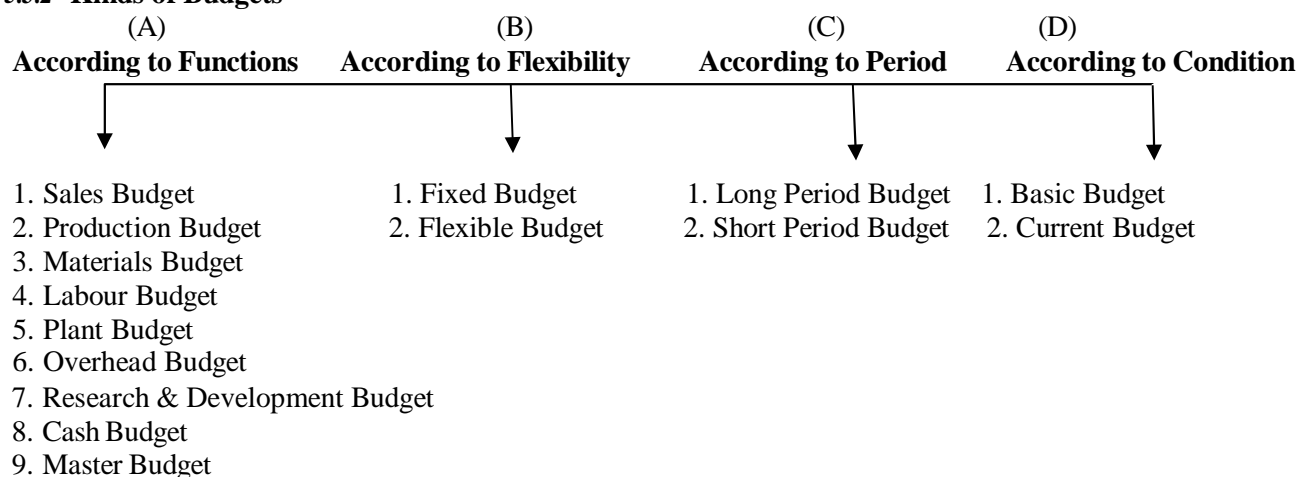 5.3.2 Kinds of Budgets
(A) (B) (C) (D)
According to Functions According to Flexibility According to Period According to Condition
1. Sales Budget 1. Fixed Budget 1. Long Period Budget 1. Basic Budget
2. Production Budget 2. Flexible Budget 2. Short Period Budget 2. Current Budget
3. Materials Budget
4. Labour Budget
5. Plant Budget
6. Overhead Budget
7. Research & Development Budget
8. Cash Budget
9. Master Budget